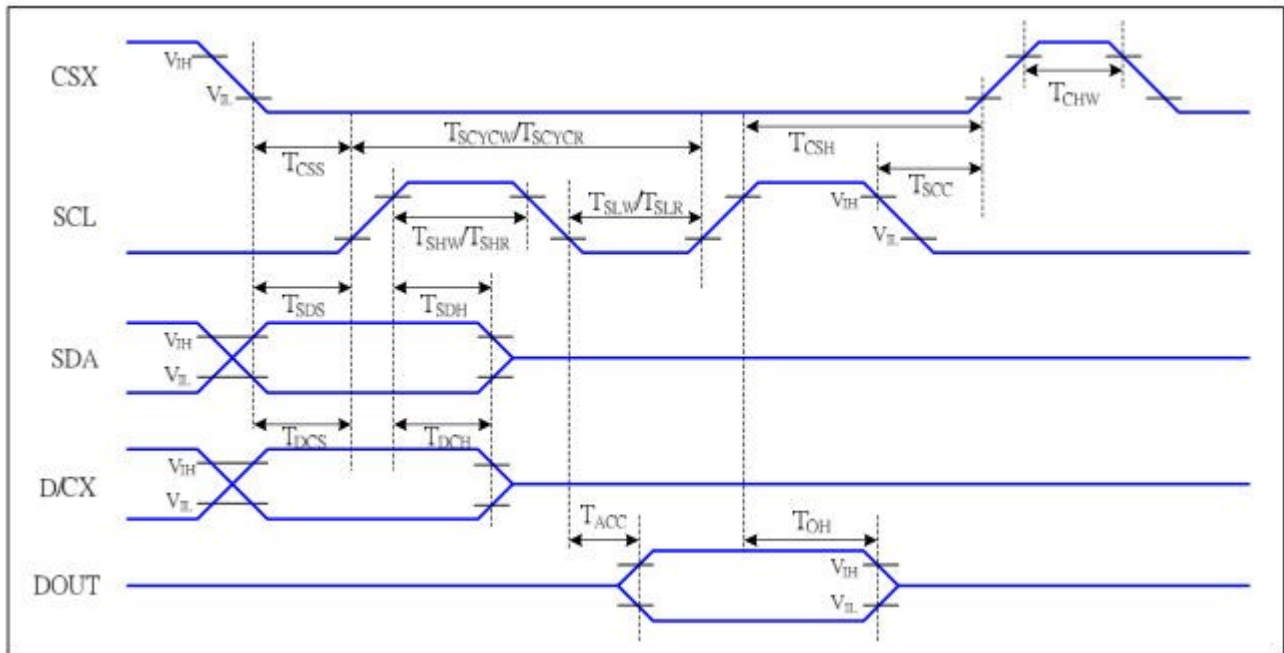 CSX
VIH
VIL
TCHW
TSCYCW/TSCYCR
TCSH
TCSS
TSCC
SCL
TSLW/TSLR
VIH
TSHW/TSHR
VIL
TSDS
TSDH
SDA
VIH
VIL
TDCS
TDCH
D/CX
VIH
VIL
TACC
TOH
DOUT
VIH
VIL